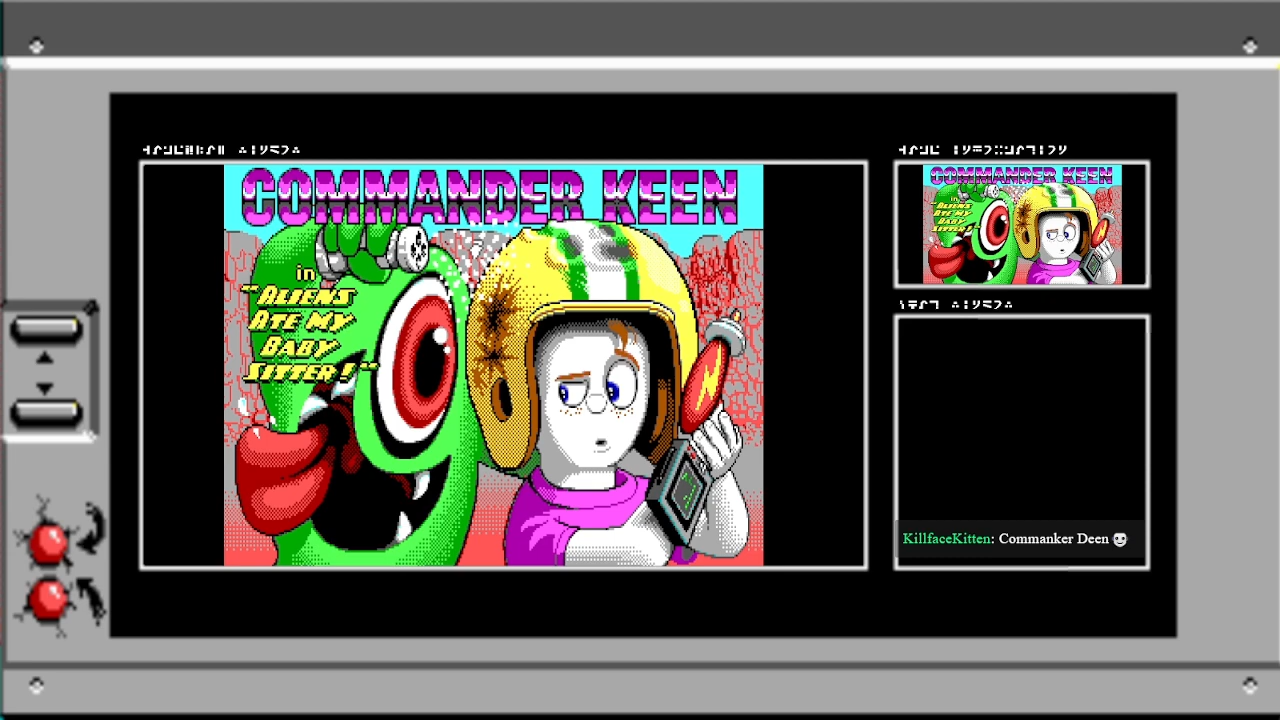 COMMANDER KEEN
in
"ALIENS
ATE MY
BABY
SITTER!"
COMMANDER KEEN
in
ALIENS
ATE MY
BABY
SITTER!
KillfaceKitten: Commanker Deen 💀